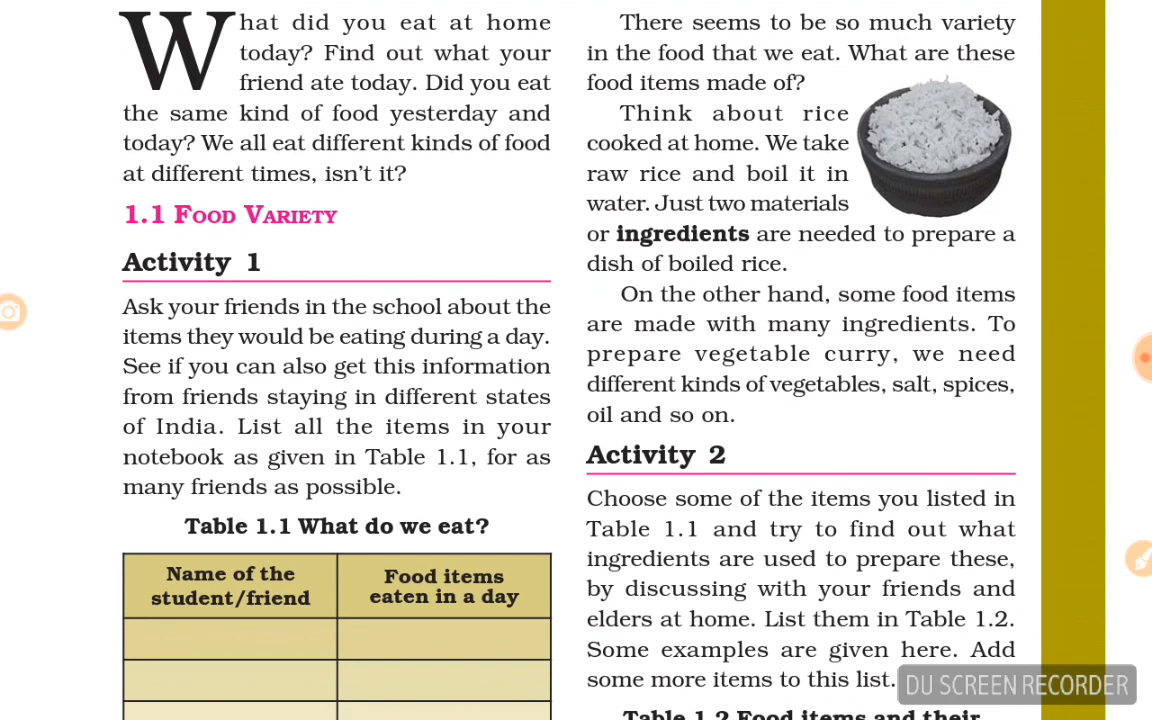 What did you eat at home
today? Find out what your
friend ate today. Did you eat
the same kind of food yesterday and
today? We all eat different kinds of food
at different times, isn't it?
1.1 FOOD VARIETY
Activity 1
Ask your friends in the school about the
items they would be eating during a day.
See if you can also get this information
from friends staying in different states
of India. List all the items in your
notebook as given in Table 1.1, for as
many friends as possible.
Table 1.1 What do we eat?
Name of the
student/friend
Food items
eaten in a day
There seems to be so much variety
in the food that we eat. What are these
food items made of?
Think about rice
cooked at home. We take
raw rice and boil it in
water. Just two materials
or ingredients are needed to prepare a
dish of boiled rice.
On the other hand, some food items
are made with many ingredients. To
prepare vegetable curry, we need
different kinds of vegetables, salt, spices,
oil and so on.
Activity 2
Choose some of the items you listed in
Table 1.1 and try to find out what
ingredients are used to prepare these,
by discussing with your friends and
elders at home. List them in Table 1.2.
Some examples are given here. Add
some more items to this list.
Table 1.2 Food items and their
DU SCREEN RECORDER